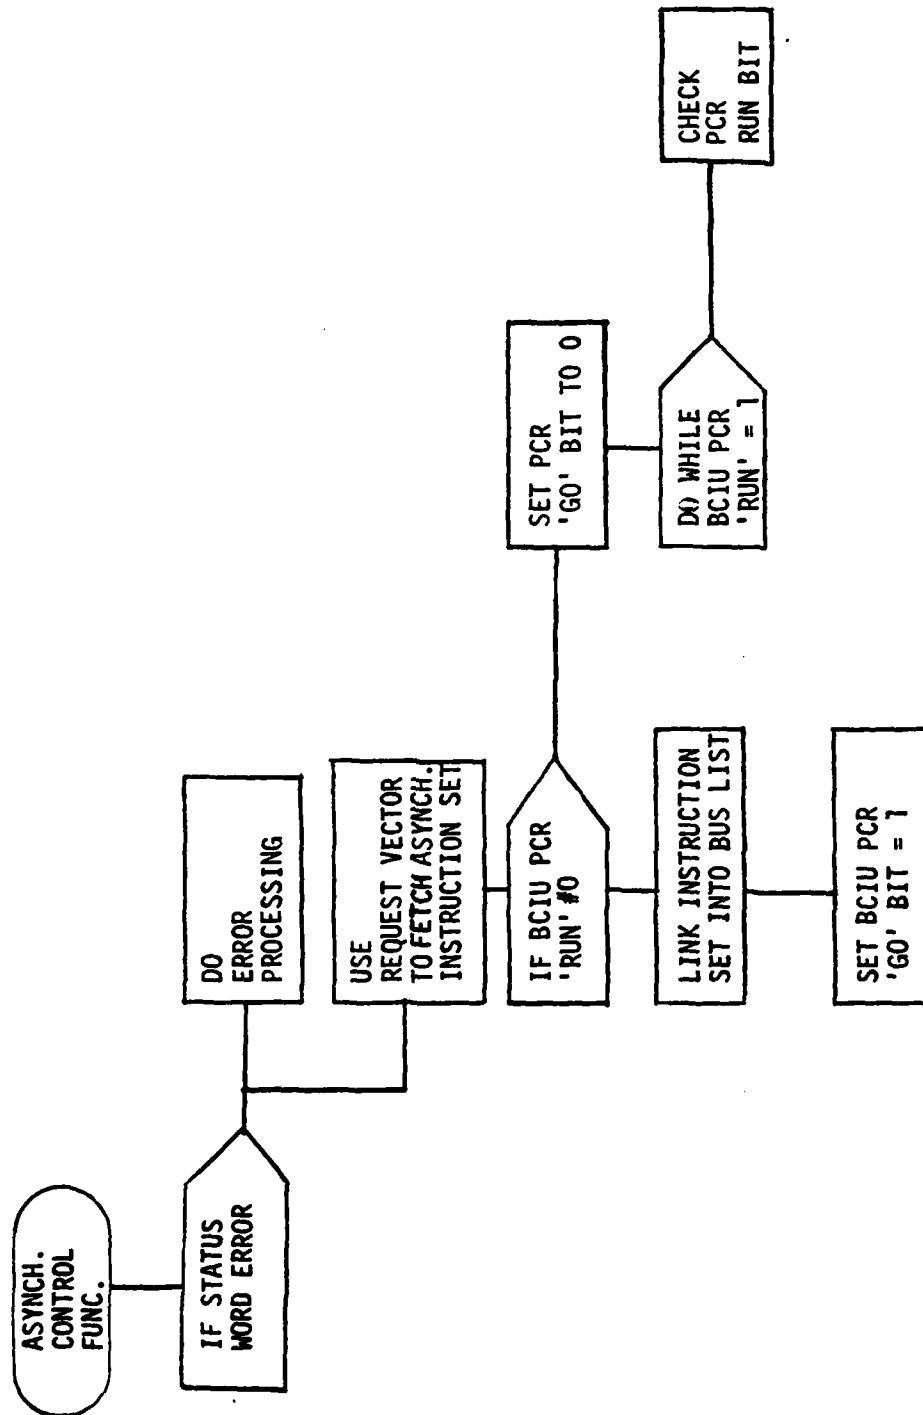 ASYNCH.
CONTROL
FUNC.
IF STATUS
WORD ERROR
DO
ERROR
PROCESSING
USE
REQUEST VECTOR
TO FETCH ASYNCH.
INSTRUCTION SET
IF BCIU PCR
'RUN' #0
SET PCR
'GO' BIT TO 0
DO WHILE
BCIU PCR
'RUN' = 1
CHECK
PCR
RUN BIT
LINK INSTRUCTION
SET INTO BUS LIST
SET BCIU PCR
'GO' BIT = 1